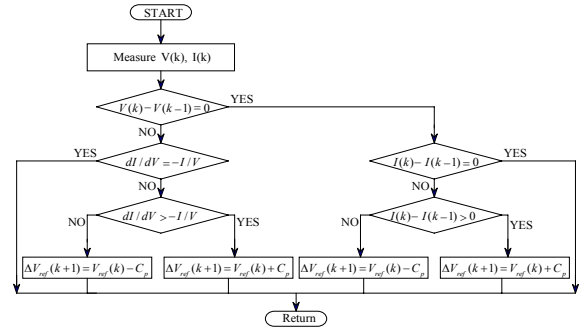 START
Measure V(k), I(k)
V(k)−V(k−1)=0
YES
NO
YES
dI/dV=−I/V
I(k)−I(k−1)=0
YES
NO
NO
NO
dI/dV>−I/V
YES
NO
I(k)−I(k−1)>0
YES
ΔV_ref(k+1)=V_ref(k)−C_p
ΔV_ref(k+1)=V_ref(k)+C_p
ΔV_ref(k+1)=V_ref(k)−C_p
ΔV_ref(k+1)=V_ref(k)+C_p
Return